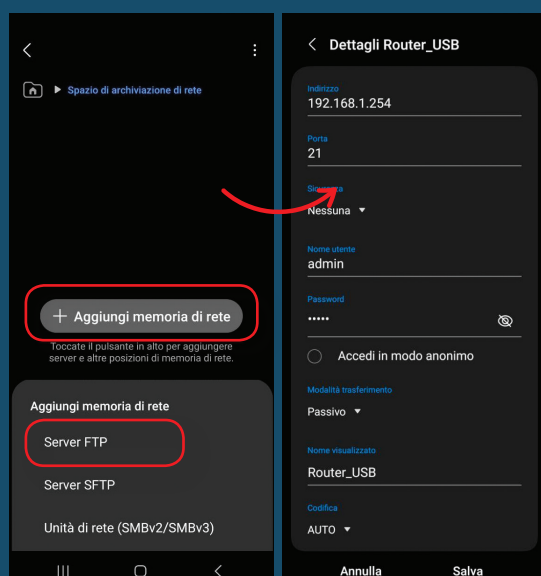 Spazio di archiviazione di rete
+ Aggiungi memoria di rete
Toccate il pulsante in alto per aggiungere
server e altre posizioni di memoria di rete.
Aggiungi memoria di rete
Server FTP
Server SFTP
Unità di rete (SMBv2/SMBv3)
Dettagli Router_USB
Indirizzo
192.168.1.254
Porta
21
Sicurezza
Nessuna
Nome utente
admin
Password
•••••
Accedi in modo anonimo
Modalità trasferimento
Passivo
Nome visualizzato
Router_USB
Codifica
AUTO
Annulla Salva